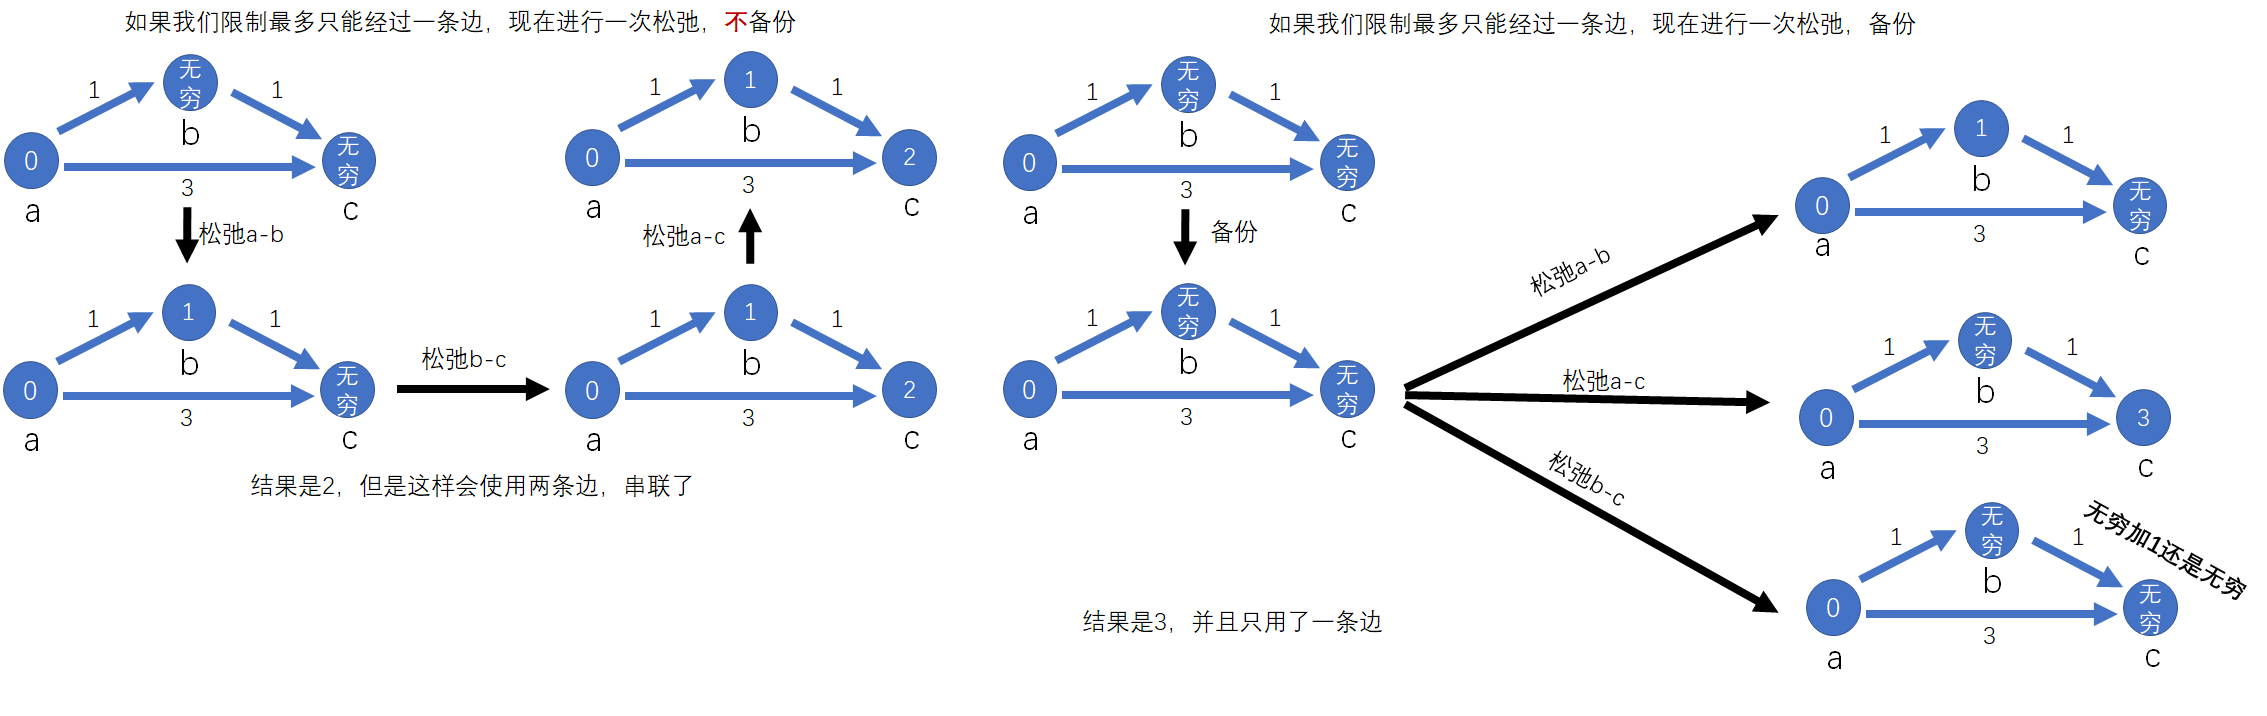 如果我们限制最多只能经过一条边，现在进行一次松弛，不备份
1
无穷
1
b
0
无穷
3
a
c
松弛a-b
1
1
1
b
0
无穷
3
a
c
松弛b-c
1
1
1
b
0
2
3
a
c
松弛a-c
1
1
1
b
0
2
3
a
c
结果是2，但是这样会使用两条边，串联了
如果我们限制最多只能经过一条边，现在进行一次松弛，备份
1
无穷
1
b
0
无穷
3
a
c
备份
1
无穷
1
b
0
无穷
3
a
c
松弛a-b
1
1
1
b
0
无穷
3
a
c
松弛a-c
1
无穷
1
b
0
3
3
a
c
松弛b-c
1
无穷
1
无穷加1还是无穷
b
0
无穷
3
a
c
结果是3，并且只用了一条边